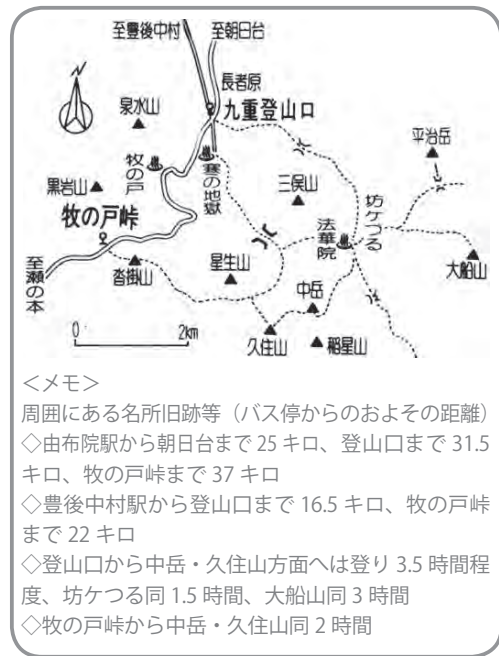 至豊後中村
至朝日台
N
長者原
九重登山口
泉水山
平治岳
牧の戸
寒の地獄
三俣山
坊ケつる
黒岩山
法華院
牧の戸峠
大船山
至瀬の本
沓掛山
星生山
中岳
0 2km
久住山
稲星山
<メモ>
周囲にある名所旧跡等（バス停からのおよその距離）
◇由布院駅から朝日台まで 25 キロ、登山口まで 31.5
キロ、牧の戸峠まで 37 キロ
◇豊後中村駅から登山口まで 16.5 キロ、牧の戸峠
まで 22 キロ
◇登山口から中岳・久住山方面へは登り 3.5 時間程
度、坊ケつる同 1.5 時間、大船山同 3 時間
◇牧の戸峠から中岳・久住山同 2 時間